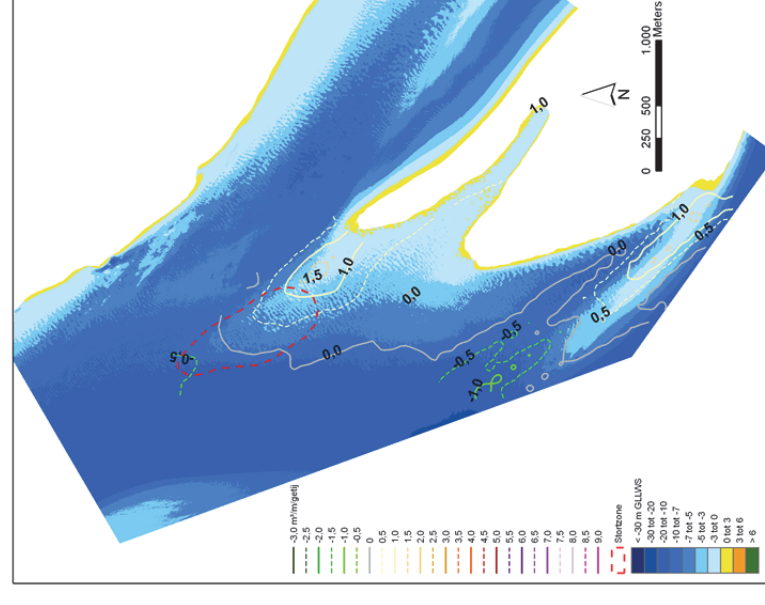 -3,0 m³/m/getij
-2,5
-2,0
-1,5
-1,0
-0,5
0
0,5
1,0
1,5
2,0
2,5
3,0
3,5
4,0
4,5
5,0
5,5
6,0
6,5
7,0
7,5
8,0
8,5
9,0
Stortzone
< -30 m GLLWS
-30 tot -20
-20 tot -10
-10 tot -7
-7 tot -5
-5 tot -3
-3 tot 0
0 tot 3
3 tot 6
> 6
-0,5
0,0
-0,5
-0,5
-1,0
1,5
1,0
0,0
0,0
0,5
1,0
0,5
1,0
N
0 250 500 1.000
Meters